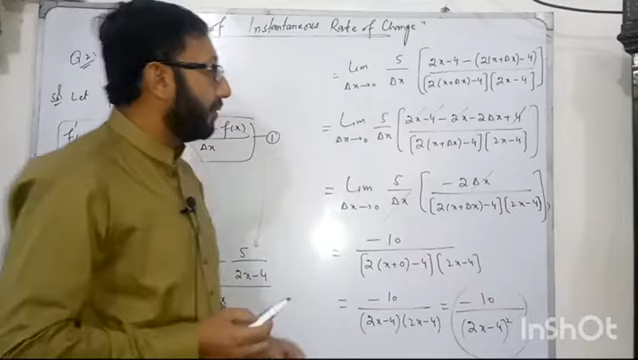 of Instantaneous Rate of Change"
Q2:
Sol: Let
f'
f(x)
Δx
①
5
2x-4
= Lim Δx→0 5/Δx [ (2x-4-(2(x+Δx)-4)) / ([2(x+Δx)-4][2x-4]) ]
= Lim Δx→0 5/Δx [ (2x-4-2x-2Δx+4) / ([2(x+Δx)-4][2x-4]) ]
= Lim Δx→0 5/Δx [ -2Δx / ([2(x+Δx)-4][2x-4]) ]
= -10 / ([2(x+0)-4][2x-4])
= -10 / ((2x-4)(2x-4)) = -10 / (2x-4)²
InShOt